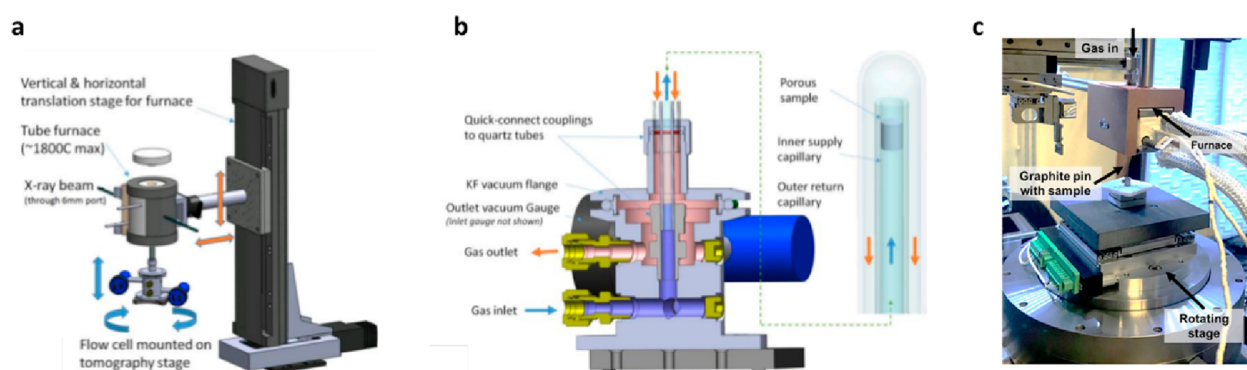 a
Vertical & horizontal
translation stage for furnace
Tube furnace
(~1800C max)
X-ray beam
(through 6mm port)
Flow cell mounted on
tomography stage
b
Quick-connect couplings
to quartz tubes
KF vacuum flange
Outlet vacuum Gauge
(Inlet gauge not shown)
Gas outlet
Gas inlet
Porous
sample
Inner supply
capillary
Outer return
capillary
c
Gas in
Furnace
Graphite pin
with sample
Rotating
stage